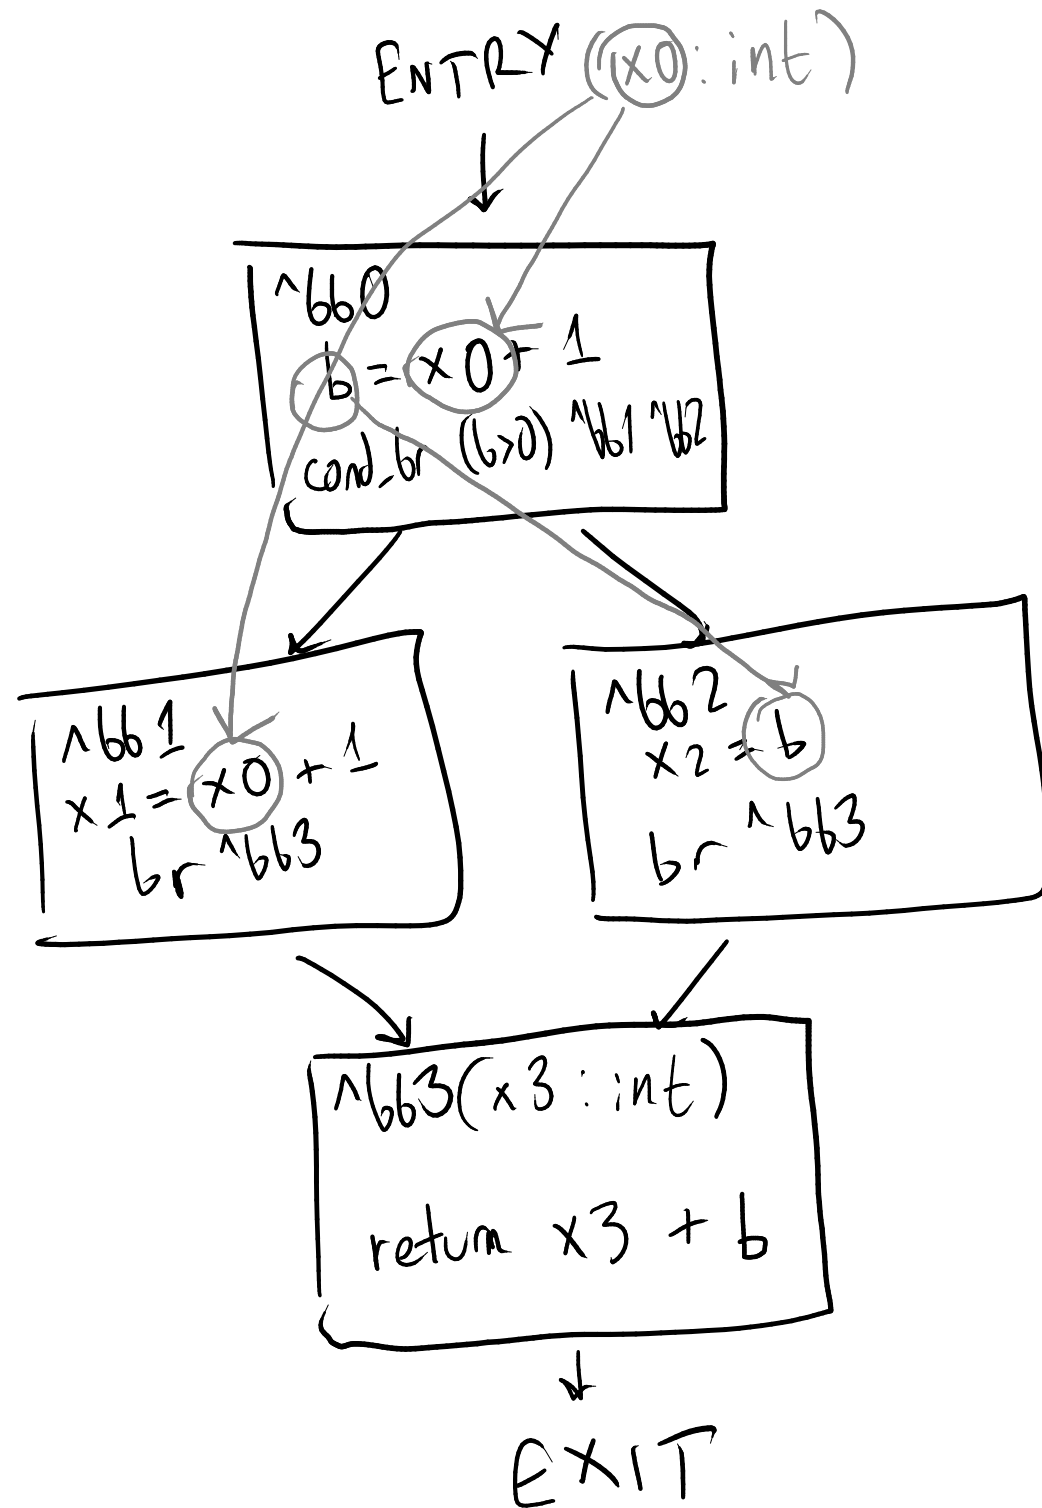 ENTRY (x0: int)
^bb0
b = x0 + 1
cond_br (b>0) ^bb1 ^bb2
^bb1
x1 = x0 + 1
br ^bb3
^bb2
x2 = b
br ^bb3
^bb3(x3: int)
return x3 + b
EXIT